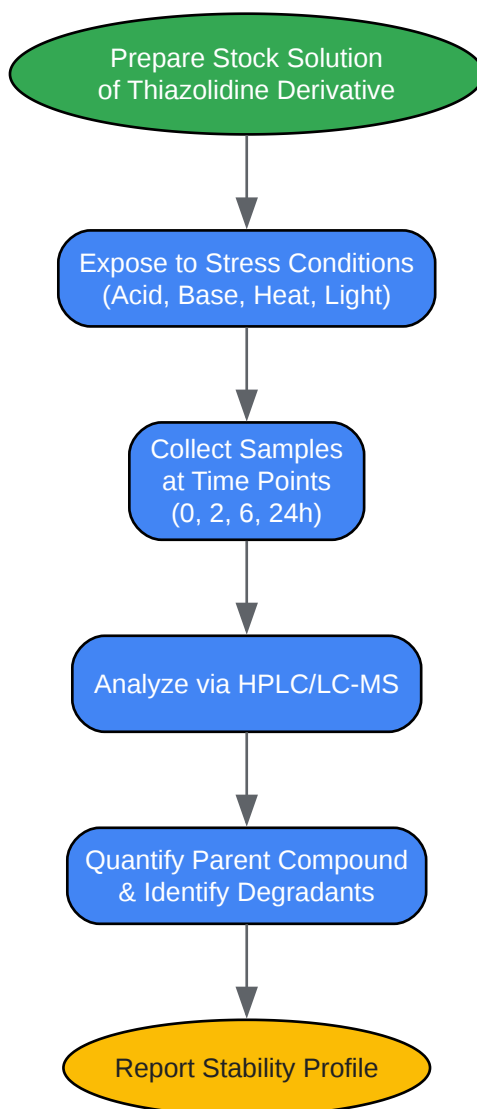 Prepare Stock Solution
of Thiazolidine Derivative
Expose to Stress Conditions
(Acid, Base, Heat, Light)
Collect Samples
at Time Points
(0, 2, 6, 24h)
Analyze via HPLC/LC-MS
Quantify Parent Compound
& Identify Degradants
Report Stability Profile